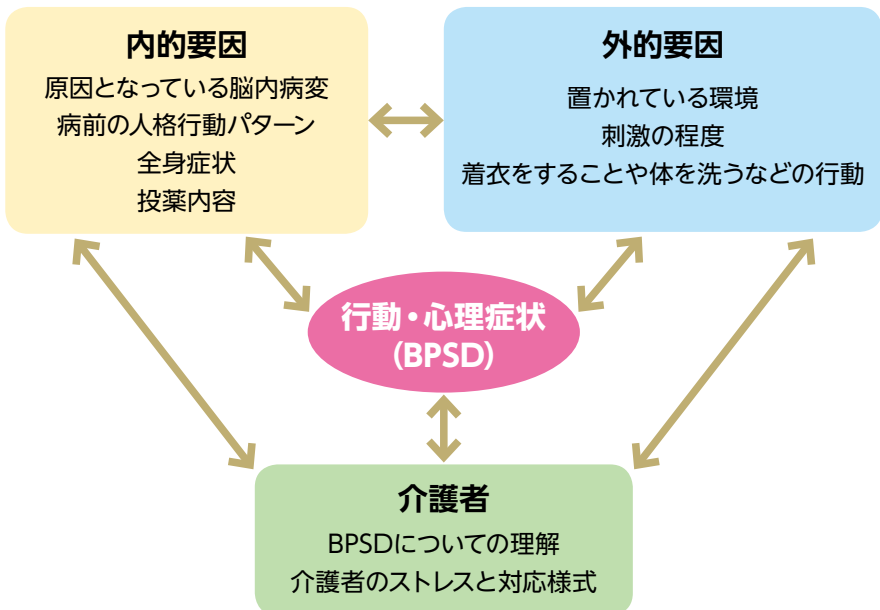 内的要因
原因となっている脳内病変
病前の人格行動パターン
全身症状
投薬内容
外的要因
置かれている環境
刺激の程度
着衣をすることや体を洗うなどの行動
行動・心理症状
(BPSD)
介護者
BPSDについての理解
介護者のストレスと対応様式